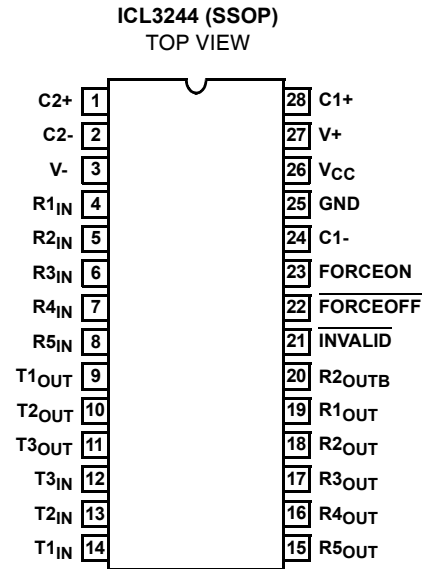 ICL3244 (SSOP)
TOP VIEW
C2+ 1 28 C1+
C2- 2 27 V+
V- 3 26 VCC
R1IN 4 25 GND
R2IN 5 24 C1-
R3IN 6 23 FORCEON
R4IN 7 22 FORCEOFF
R5IN 8 21 INVALID
T1OUT 9 20 R2OUTB
T2OUT 10 19 R1OUT
T3OUT 11 18 R2OUT
T3IN 12 17 R3OUT
T2IN 13 16 R4OUT
T1IN 14 15 R5OUT